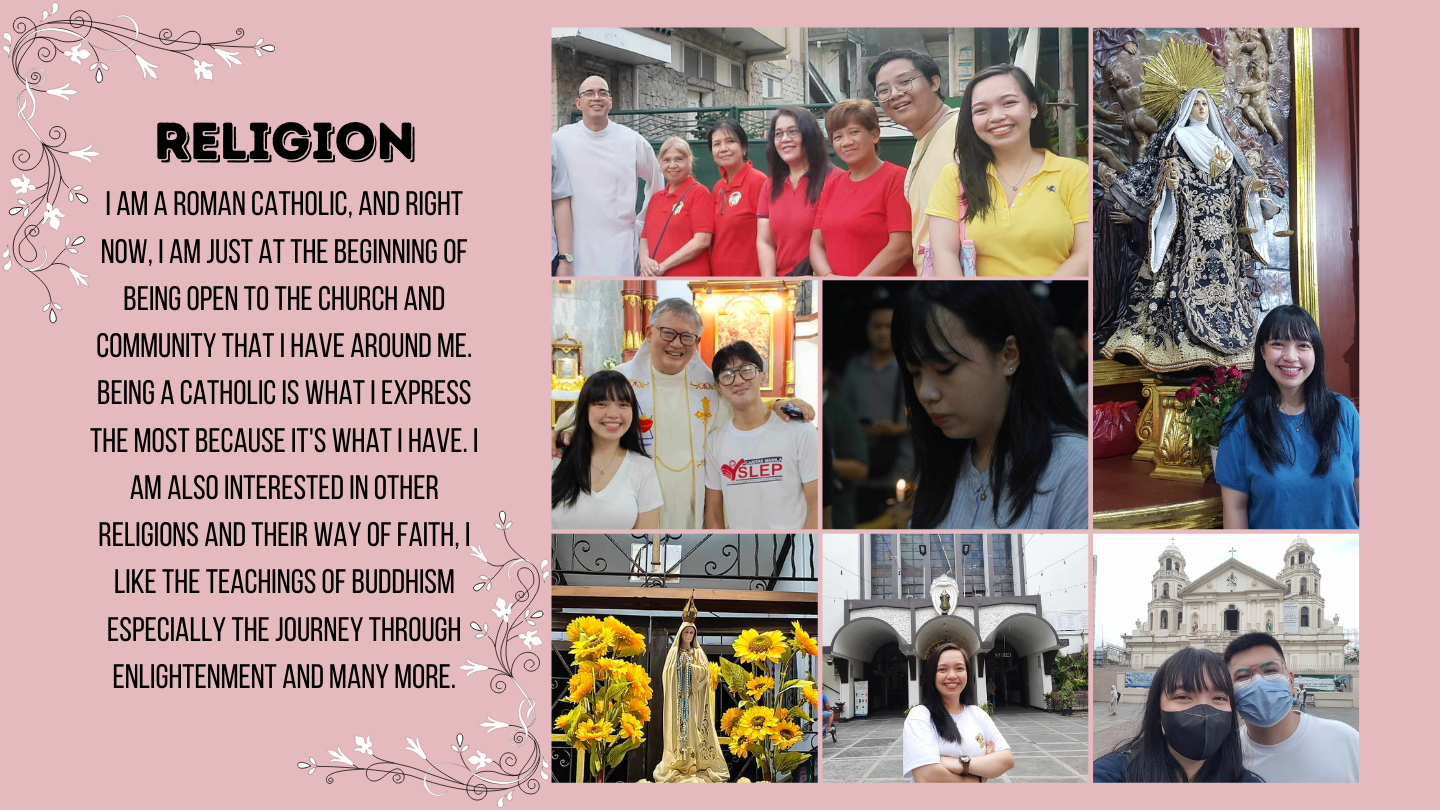 RELIGION
I AM A ROMAN CATHOLIC, AND RIGHT
NOW, I AM JUST AT THE BEGINNING OF
BEING OPEN TO THE CHURCH AND
COMMUNITY THAT I HAVE AROUND ME.
BEING A CATHOLIC IS WHAT I EXPRESS
THE MOST BECAUSE IT'S WHAT I HAVE. I
AM ALSO INTERESTED IN OTHER
RELIGIONS AND THEIR WAY OF FAITH, I
LIKE THE TEACHINGS OF BUDDHISM
ESPECIALLY THE JOURNEY THROUGH
ENLIGHTENMENT AND MANY MORE.
SLEP